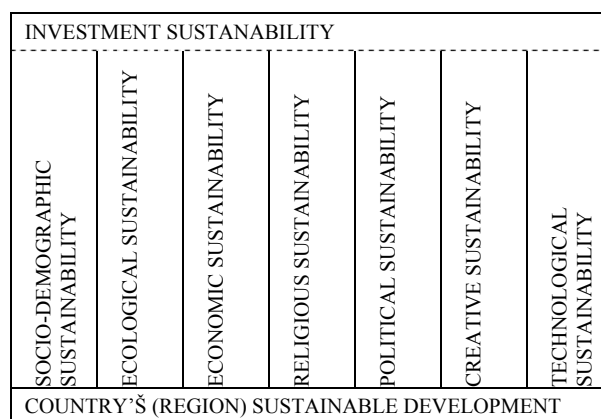 INVESTMENT SUSTANABILITY
SOCIO-DEMOGRAPHIC
SUSTAINABILITY
ECOLOGICAL SUSTAINABILITY
ECONOMIC SUSTAINABILITY
RELIGIOUS SUSTAINABILITY
POLITICAL SUSTAINABILITY
CREATIVE SUSTAINABILITY
TECHNOLOGICAL
SUSTAINABILITY
COUNTRY’Š (REGION) SUSTAINABLE DEVELOPMENT